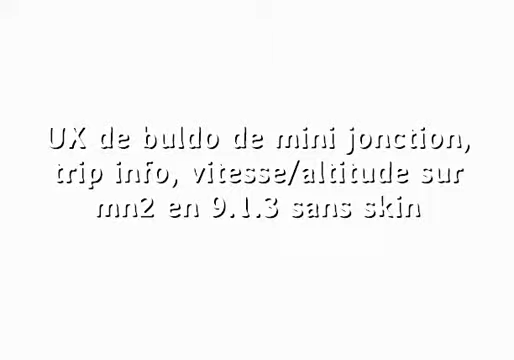 UX de buldo de mini jonction,
trip info, vitesse/altitude sur
mn2 en 9.1.3 sans skin